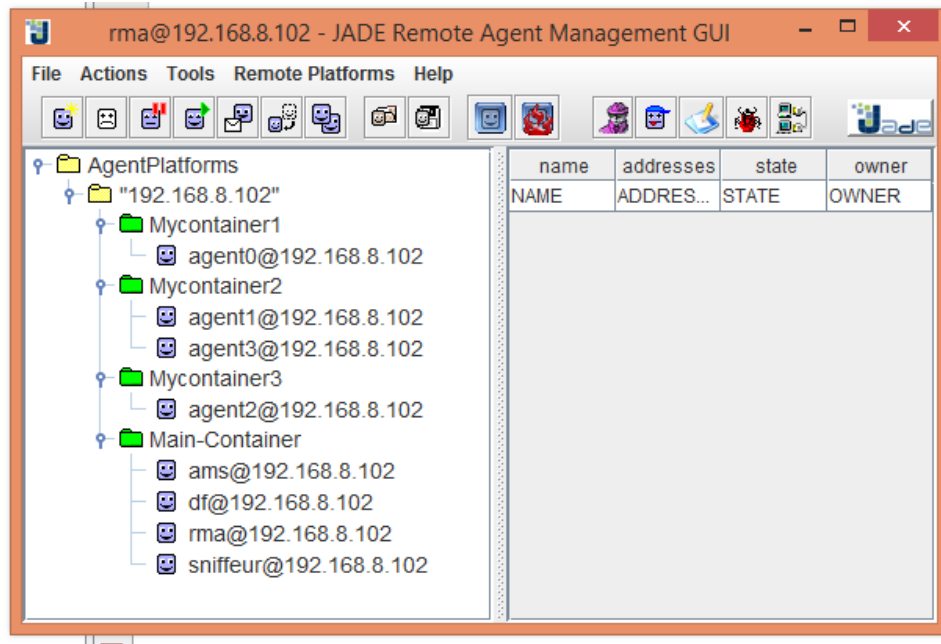 rma@192.168.8.102 - JADE Remote Agent Management GUI
File Actions Tools Remote Platforms Help
Jade
AgentPlatforms
"192.168.8.102"
Mycontainer1
agent0@192.168.8.102
Mycontainer2
agent1@192.168.8.102
agent3@192.168.8.102
Mycontainer3
agent2@192.168.8.102
Main-Container
ams@192.168.8.102
df@192.168.8.102
rma@192.168.8.102
sniffeur@192.168.8.102
name addresses state owner
NAME ADDRES... STATE OWNER